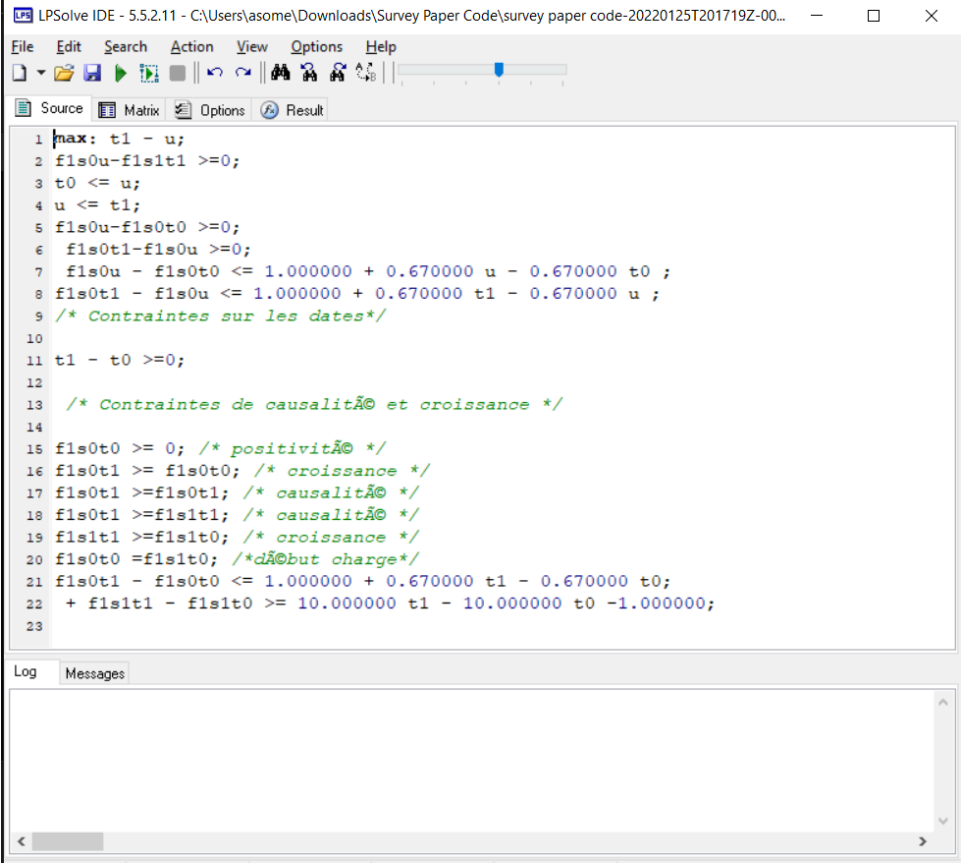 LPSolve IDE - 5.5.2.11 - C:\Users\asome\Downloads\Survey Paper Code\survey paper code-20220125T201719Z-00...
File Edit Search Action View Options Help
Source Matrix Options Result
1 max: t1 - u;
2 f1s0u-f1s1t1 >=0;
3 t0 <= u;
4 u <= t1;
5 f1s0u-f1s0t0 >=0;
6 f1s0t1-f1s0u >=0;
7 f1s0u - f1s0t0 <= 1.000000 + 0.670000 u - 0.670000 t0 ;
8 f1s0t1 - f1s0u <= 1.000000 + 0.670000 t1 - 0.670000 u ;
9 /* Contraintes sur les dates*/
10
11 t1 - t0 >=0;
12
13 /* Contraintes de causalitÃ© et croissance */
14
15 f1s0t0 >= 0; /* positivitÃ© */
16 f1s0t1 >= f1s0t0; /* croissance */
17 f1s0t1 >=f1s0t1; /* causalitÃ© */
18 f1s0t1 >=f1s1t1; /* causalitÃ© */
19 f1s1t1 >=f1s1t0; /* croissance */
20 f1s0t0 =f1s1t0; /*dÃ©but charge*/
21 f1s0t1 - f1s0t0 <= 1.000000 + 0.670000 t1 - 0.670000 t0;
22 + f1s1t1 - f1s1t0 >= 10.000000 t1 - 10.000000 t0 -1.000000;
23
Log Messages